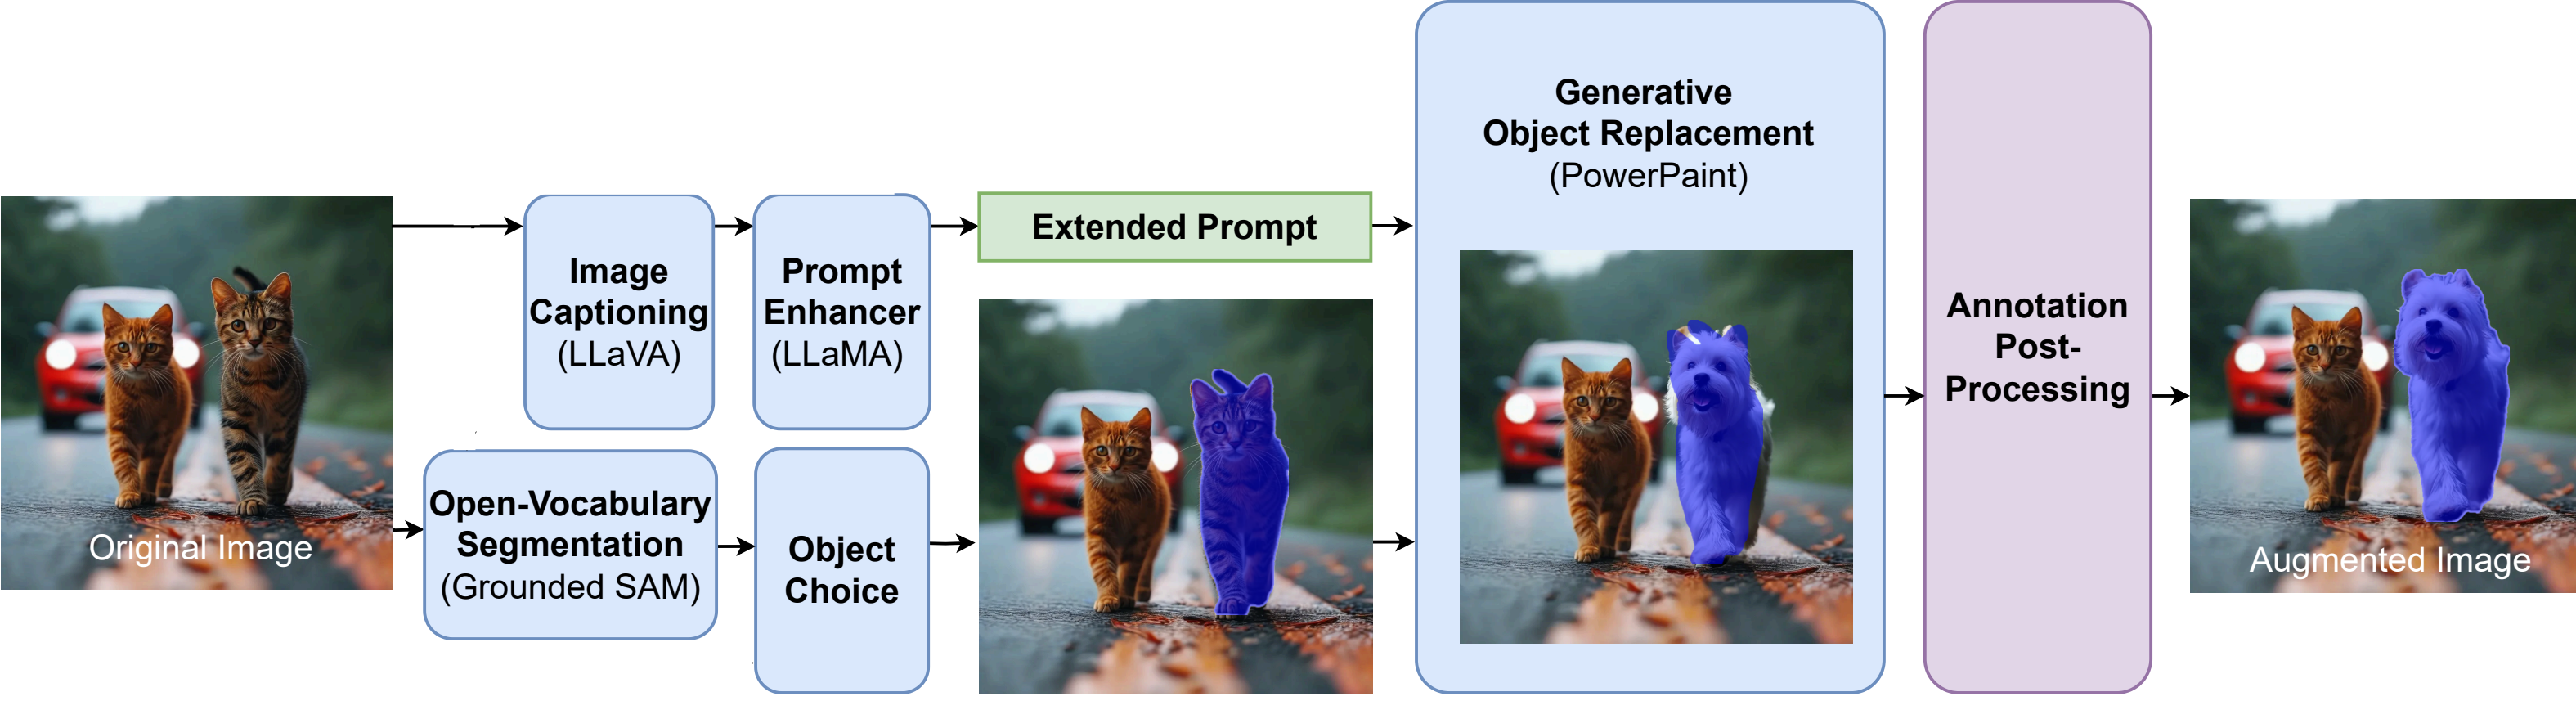 Original Image
Image
Captioning
(LLaVA)
Prompt
Enhancer
(LLaMA)
Extended Prompt
Open-Vocabulary
Segmentation
(Grounded SAM)
Object
Choice
Generative
Object Replacement
(PowerPaint)
Annotation
Post-
Processing
Augmented Image